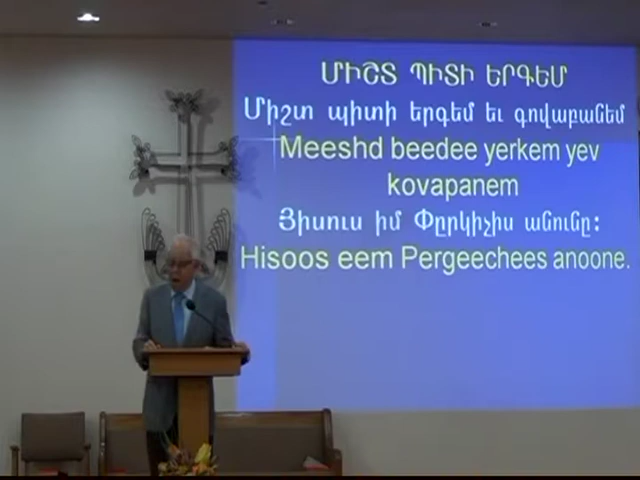 ՄԻՇՏ ՊԻՏԻ ԵՐԳԵՄ
Միշտ պիտի երգեմ եւ գովաբանեմ
Meeshd beedee yerkem yev
kovapanem
Յիսուս իմ Փըրկիչիս անունը:
Hisoos eem Pergeechees anoone.